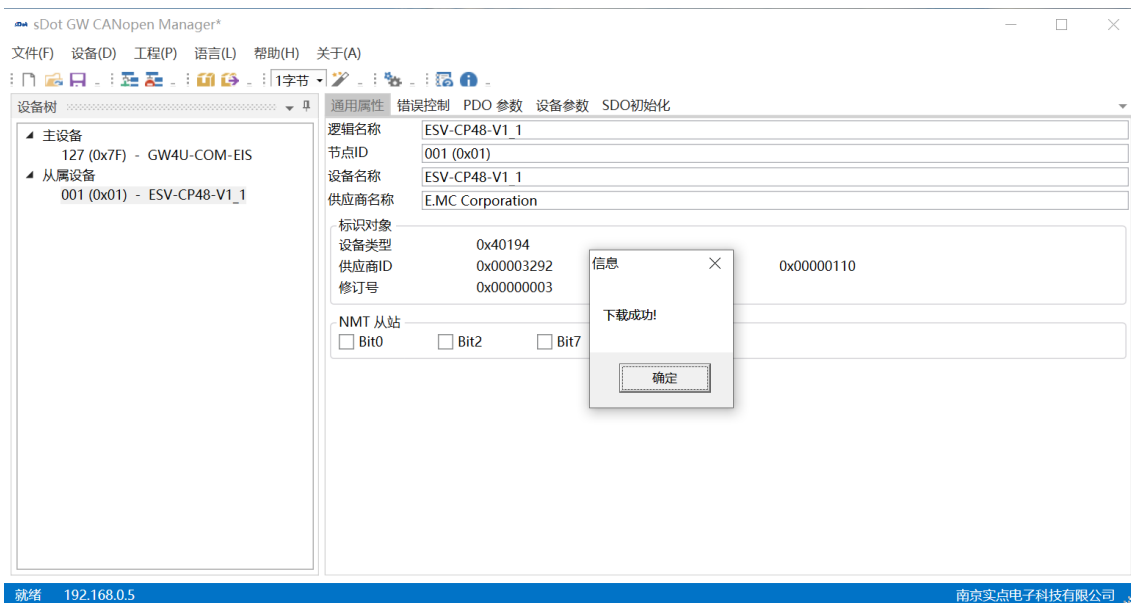 sDot GW CANopen Manager*
文件(F) 设备(D) 工程(P) 语言(L) 帮助(H) 关于(A)
1字节
设备树
主设备
127 (0x7F) - GW4U-COM-EIS
从属设备
001 (0x01) - ESV-CP48-V1_1
通用属性 错误控制 PDO 参数 设备参数 SDO初始化
逻辑名称 ESV-CP48-V1_1
节点ID 001 (0x01)
设备名称 ESV-CP48-V1_1
供应商名称 E.MC Corporation
标识对象
设备类型 0x40194
供应商ID 0x00003292 0x00000110
修订号 0x00000003
NMT 从站
Bit0 Bit2 Bit7
信息
下载成功!
确定
就绪 192.168.0.5 南京实点电子科技有限公司